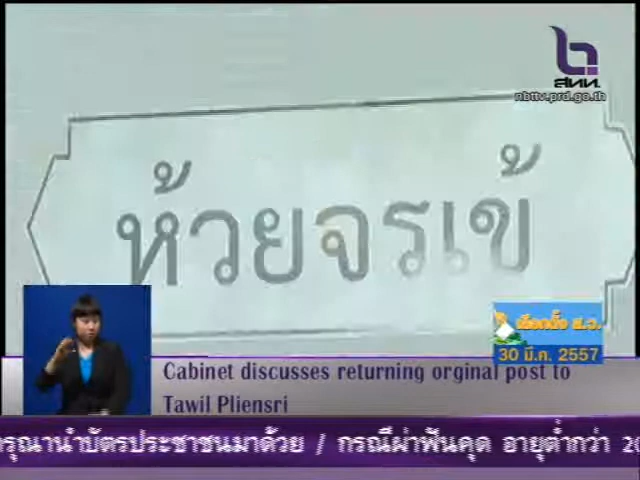 สทท.
nbttv.prd.go.th
ห้วยจรเข้
เลือกตั้ง ส.ว.
30 มี.ค. 2557
Cabinet discusses returning orginal post to
Tawil Pliensri
กรุณานำบัตรประชาชนมาด้วย / กรณีผ่าฟันคุด อายุต่ำกว่า 20